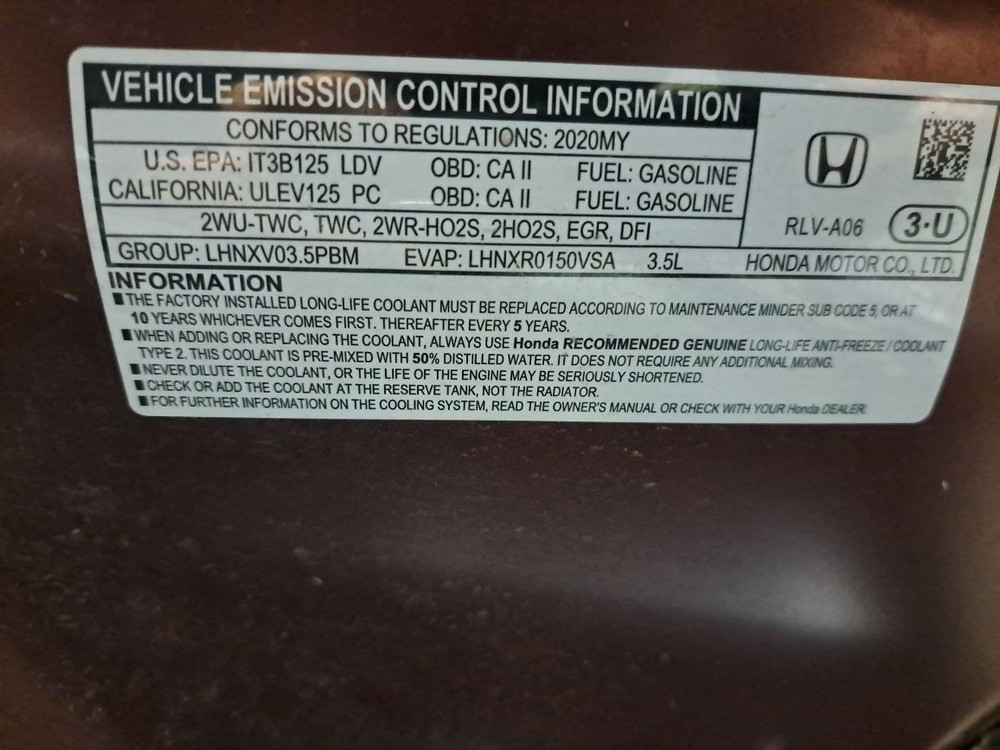 VEHICLE EMISSION CONTROL INFORMATION
CONFORMS TO REGULATIONS: 2020MY
U.S. EPA: IT3B125 LDV OBD: CA II FUEL: GASOLINE
CALIFORNIA: ULEV125 PC OBD: CA II FUEL: GASOLINE
2WU-TWC, TWC, 2WR-HO2S, 2HO2S, EGR, DFI
RLV-A06 3·U
GROUP: LHNXV03.5PBM EVAP: LHNXR0150VSA 3.5L HONDA MOTOR CO., LTD.
INFORMATION
■ THE FACTORY INSTALLED LONG-LIFE COOLANT MUST BE REPLACED ACCORDING TO MAINTENANCE MINDER SUB CODE 5, OR AT
10 YEARS WHICHEVER COMES FIRST. THEREAFTER EVERY 5 YEARS.
■ WHEN ADDING OR REPLACING THE COOLANT, ALWAYS USE Honda RECOMMENDED GENUINE LONG-LIFE ANTI-FREEZE / COOLANT
TYPE 2. THIS COOLANT IS PRE-MIXED WITH 50% DISTILLED WATER. IT DOES NOT REQUIRE ANY ADDITIONAL MIXING.
■ NEVER DILUTE THE COOLANT, OR THE LIFE OF THE ENGINE MAY BE SERIOUSLY SHORTENED.
■ CHECK OR ADD THE COOLANT AT THE RESERVE TANK, NOT THE RADIATOR.
■ FOR FURTHER INFORMATION ON THE COOLING SYSTEM, READ THE OWNER'S MANUAL OR CHECK WITH YOUR Honda DEALER.